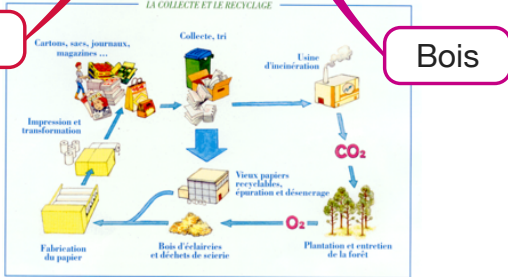 LA COLLECTE ET LE RECYCLAGE
Cartons, sacs, journaux,
magazines ...
Collecte, tri
Usine
d'incinération
Bois
Impression et
transformation
CO2
Vieux papiers
recyclables,
épuration et désencrage
O2
Fabrication
du papier
Bois d'éclaircies
et déchets de scierie
Plantation et entretien
de la forêt